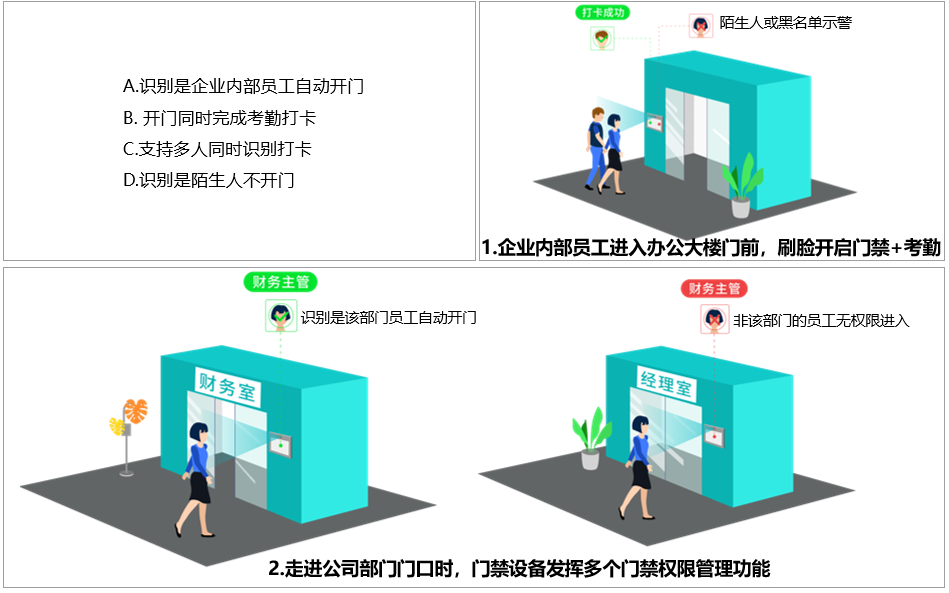 A.识别是企业内部员工自动开门
B. 开门同时完成考勤打卡
C.支持多人同时识别打卡
D.识别是陌生人不开门
打卡成功
陌生人或黑名单示警
1.企业内部员工进入办公大楼门前，刷脸开启门禁+考勤
财务主管
识别是该部门员工自动开门
财务室
财务主管
非该部门的员工无权限进入
经理室
2.走进公司部门门口时，门禁设备发挥多个门禁权限管理功能